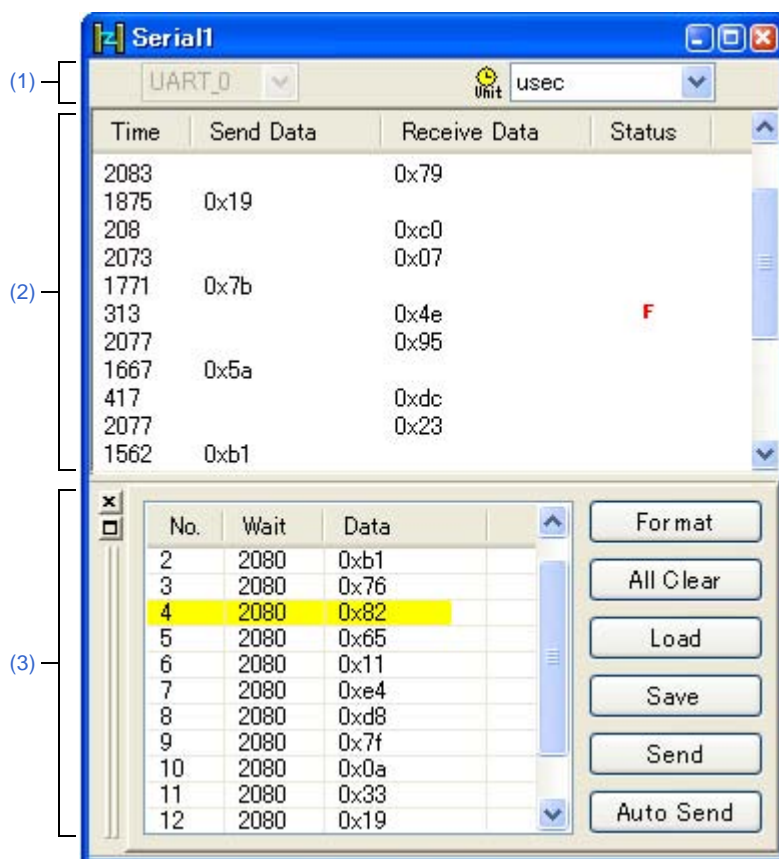 Serial1
(1)
UART_0 Unit usec
Time Send Data Receive Data Status
(2)
2083 0x79
1875 0x19
208 0xc0
2073 0x07
1771 0x7b
313 0x4e F
2077 0x95
1667 0x5a
417 0xdc
2077 0x23
1562 0xb1
(3)
No. Wait Data
2 2080 0xb1
3 2080 0x76
4 2080 0x82
5 2080 0x65
6 2080 0x11
7 2080 0xe4
8 2080 0xd8
9 2080 0x7f
10 2080 0x0a
11 2080 0x33
12 2080 0x19
Format
All Clear
Load
Save
Send
Auto Send